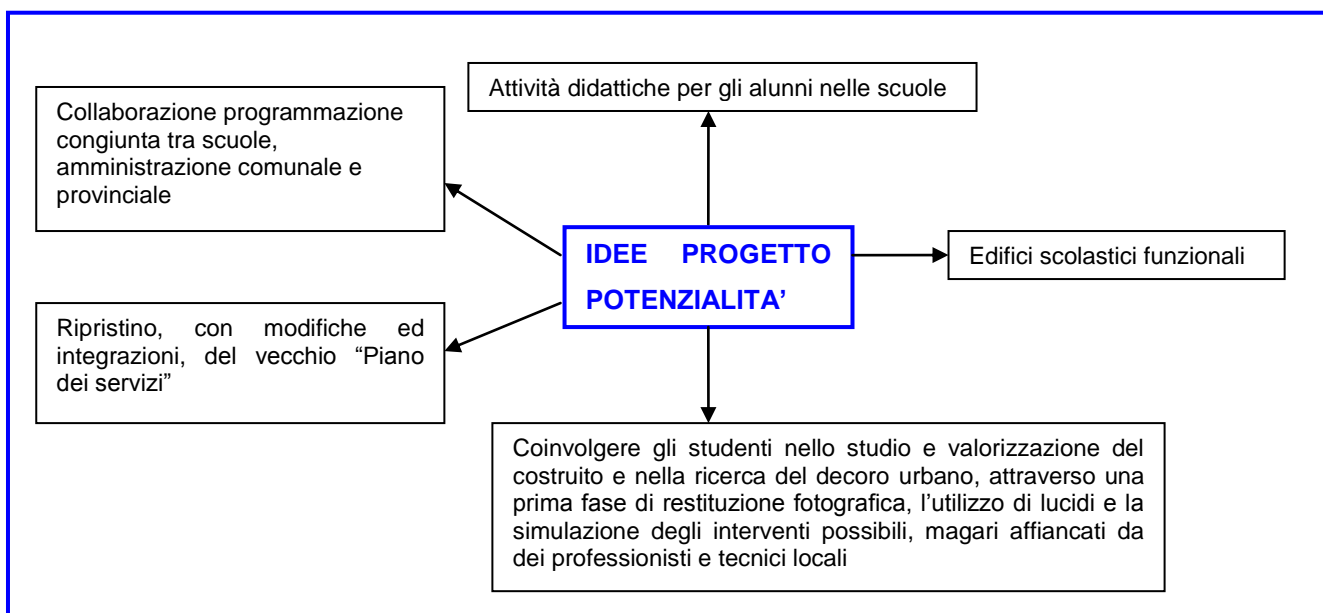 Attività didattiche per gli alunni nelle scuole
Collaborazione programmazione
congiunta tra scuole,
amministrazione comunale e
provinciale
IDEE PROGETTO
POTENZIALITA’
Edifici scolastici funzionali
Ripristino, con modifiche ed
integrazioni, del vecchio “Piano
dei servizi”
Coinvolgere gli studenti nello studio e valorizzazione del
costruito e nella ricerca del decoro urbano, attraverso una
prima fase di restituzione fotografica, l’utilizzo di lucidi e la
simulazione degli interventi possibili, magari affiancati da
dei professionisti e tecnici locali